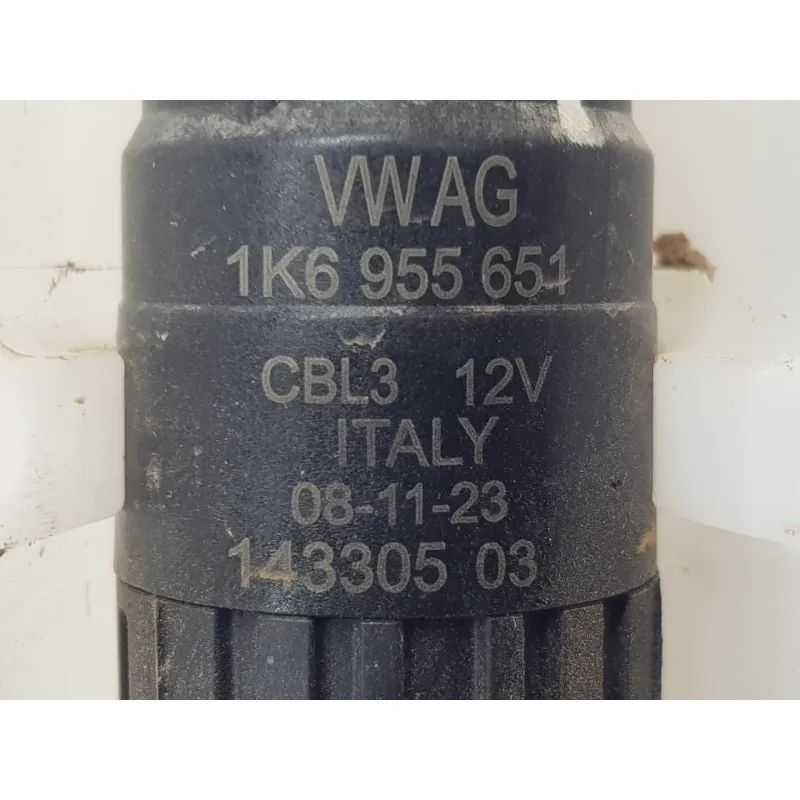 VW.AG
1K6 955 651
CBL3 12V
ITALY
08-11-23
143305 03